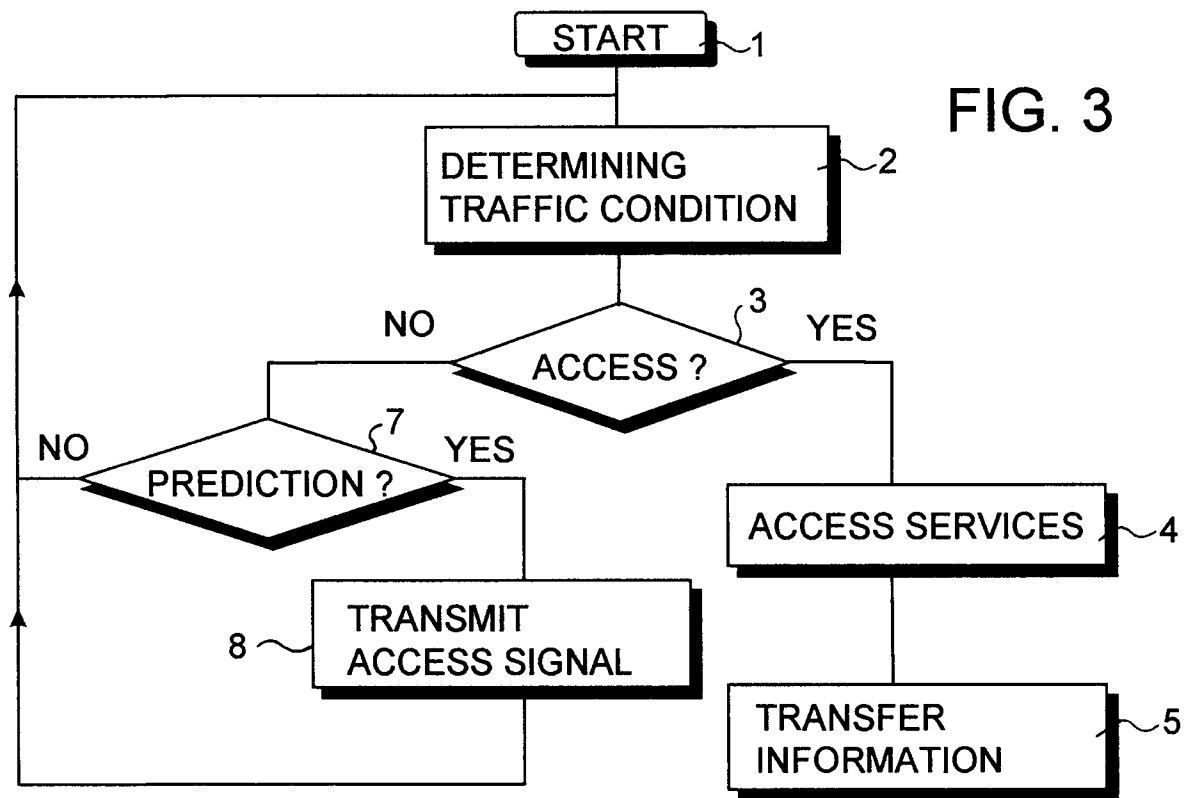 START
1
FIG. 3
DETERMINING
TRAFFIC CONDITION
2
3
NO
YES
ACCESS ?
7
NO
YES
PREDICTION ?
ACCESS SERVICES
4
8
TRANSMIT
ACCESS SIGNAL
TRANSFER
INFORMATION
5